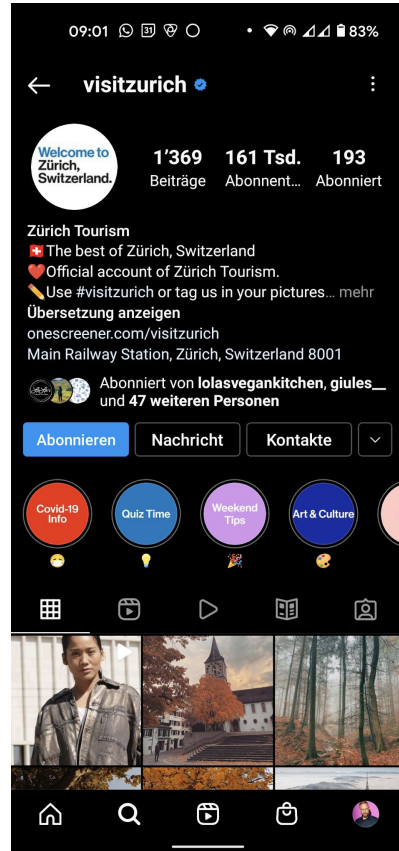 09:01
31
83%
visitzurich
Welcome to
Zürich,
Switzerland.
1’369
161 Tsd.
193
Beiträge
Abonnent...
Abonniert
Zürich Tourism
🇨🇭The best of Zürich, Switzerland
❤️Official account of Zürich Tourism.
✏️Use #visitzurich or tag us in your pictures... mehr
Übersetzung anzeigen
onescreener.com/visitzurich
Main Railway Station, Zürich, Switzerland 8001
Abonniert von lolasvegankitchen, giules__
und 47 weiteren Personen
Abonnieren
Nachricht
Kontakte
Covid-19
Info
Quiz Time
Weekend
Tips
Art & Culture
😷
💡
🎉
🎨